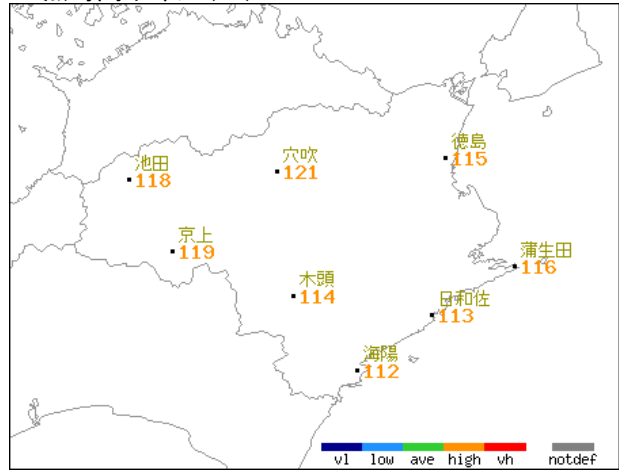 徳島
115
穴吹
121
池田
118
京上
119
蒲生田
116
木頭
114
日和佐
113
海陽
112
vl low ave high vh notdef